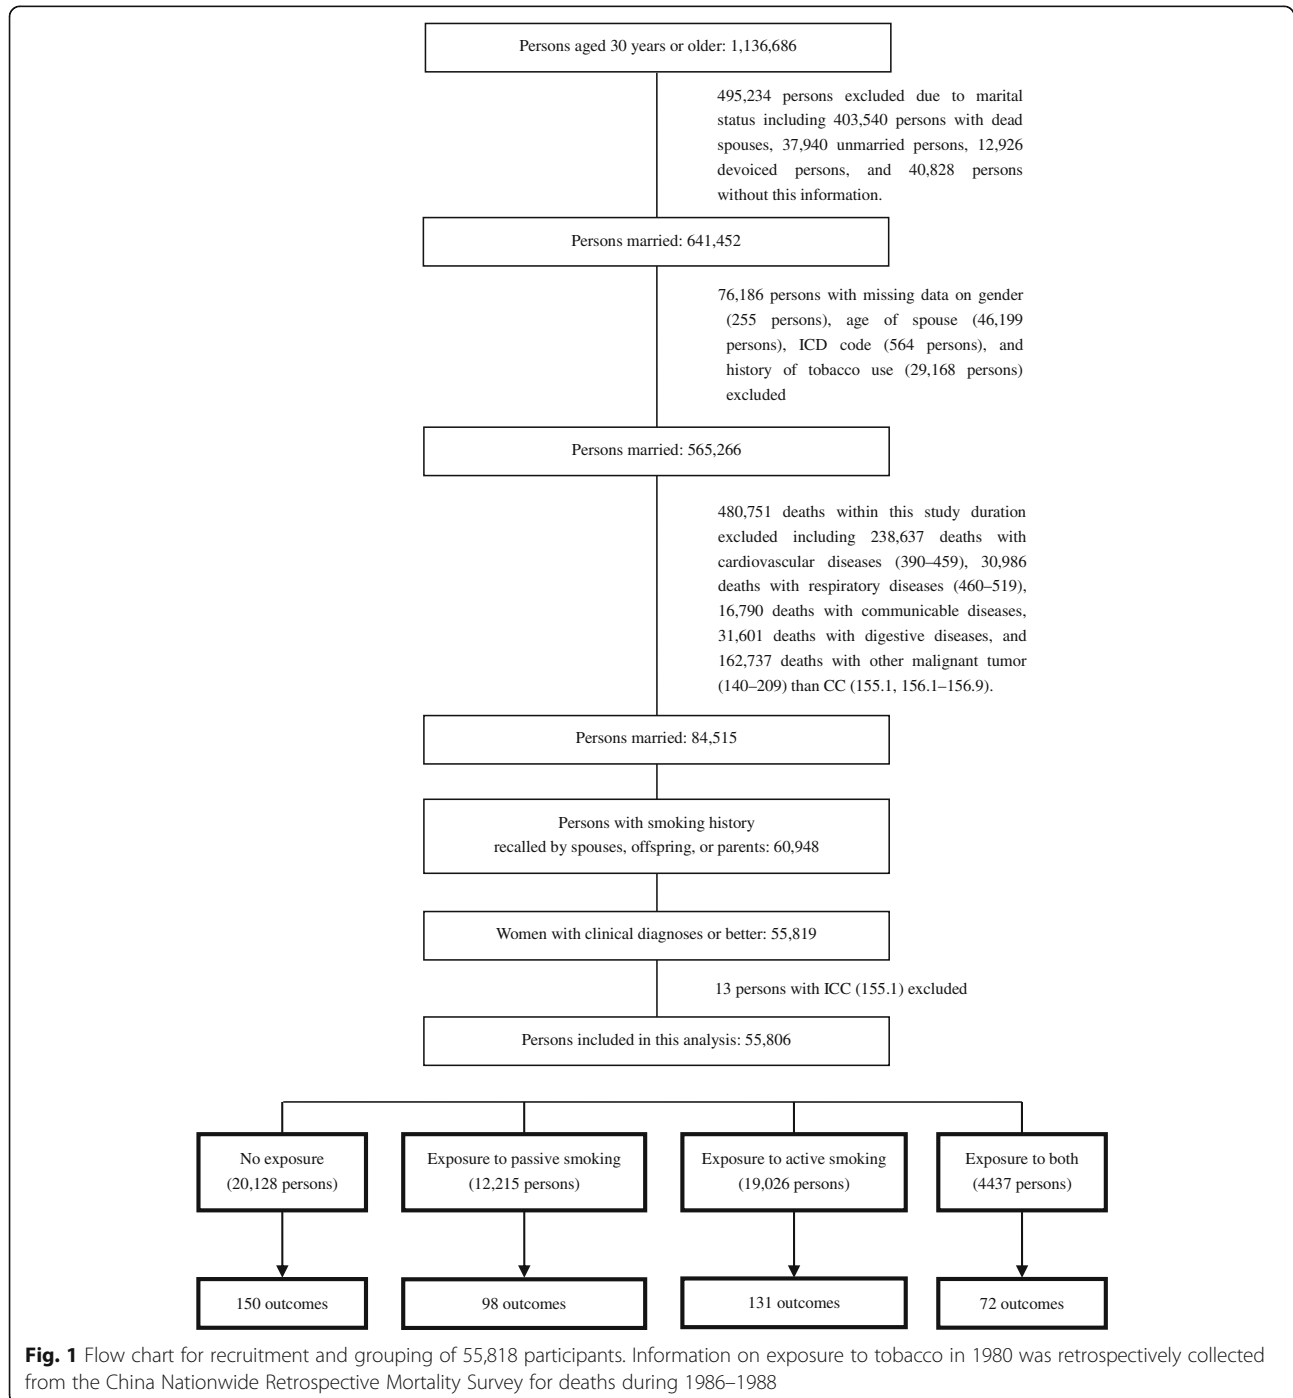 Persons aged 30 years or older: 1,136,686
495,234 persons excluded due to marital
status including 403,540 persons with dead
spouses, 37,940 unmarried persons, 12,926
devoiced persons, and 40,828 persons
without this information.
Persons married: 641,452
76,186 persons with missing data on gender
(255 persons), age of spouse (46,199
persons), ICD code (564 persons), and
history of tobacco use (29,168 persons)
excluded
Persons married: 565,266
480,751 deaths within this study duration
excluded including 238,637 deaths with
cardiovascular diseases (390–459), 30,986
deaths with respiratory diseases (460–519),
16,790 deaths with communicable diseases,
31,601 deaths with digestive diseases, and
162,737 deaths with other malignant tumor
(140–209) than CC (155.1, 156.1–156.9).
Persons married: 84,515
Persons with smoking history
recalled by spouses, offspring, or parents: 60,948
Women with clinical diagnoses or better: 55,819
13 persons with ICC (155.1) excluded
Persons included in this analysis: 55,806
No exposure
(20,128 persons)
Exposure to passive smoking
(12,215 persons)
Exposure to active smoking
(19,026 persons)
Exposure to both
(4437 persons)
150 outcomes
98 outcomes
131 outcomes
72 outcomes
Fig. 1 Flow chart for recruitment and grouping of 55,818 participants. Information on exposure to tobacco in 1980 was retrospectively collected
from the China Nationwide Retrospective Mortality Survey for deaths during 1986–1988